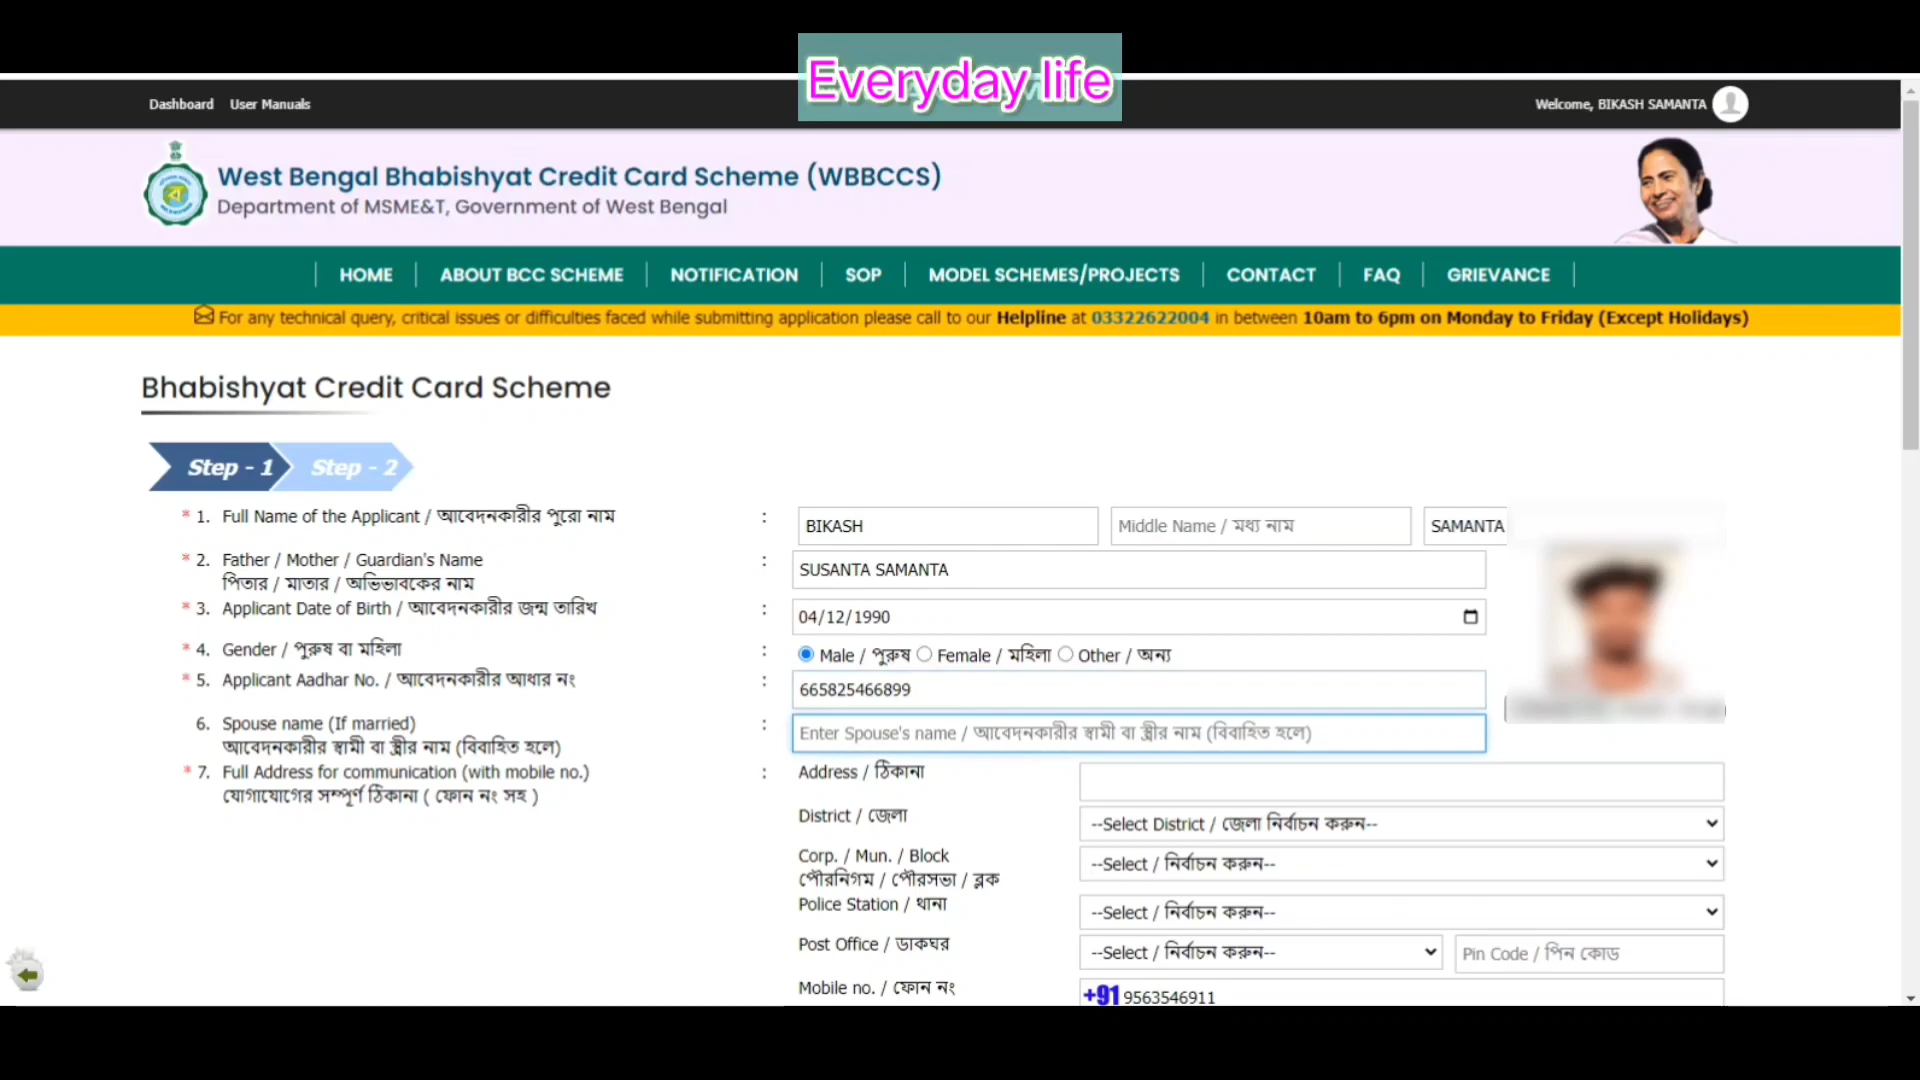 Everyday life
Dashboard User Manuals
Welcome, BIKASH SAMANTA
West Bengal Bhabishyat Credit Card Scheme (WBBCCS)
Department of MSME&T, Government of West Bengal
HOME ABOUT BCC SCHEME NOTIFICATION SOP MODEL SCHEMES/PROJECTS CONTACT FAQ GRIEVANCE
For any technical query, critical issues or difficulties faced while submitting application please call to our Helpline at 03322622004 in between 10am to 6pm on Monday to Friday (Except Holidays)
Bhabishyat Credit Card Scheme
Step - 1 Step - 2
* 1. Full Name of the Applicant / আবেদনকারীর পুরো নাম : BIKASH Middle Name / মধ্য নাম SAMANTA
* 2. Father / Mother / Guardian's Name : SUSANTA SAMANTA
পিতার / মাতার / অভিভাবকের নাম
* 3. Applicant Date of Birth / আবেদনকারীর জন্ম তারিখ : 04/12/1990
* 4. Gender / পুরুষ বা মহিলা : Male / পুরুষ Female / মহিলা Other / অন্য
* 5. Applicant Aadhar No. / আবেদনকারীর আধার নং : 665825466899
6. Spouse name (If married) : Enter Spouse's name / আবেদনকারীর স্বামী বা স্ত্রীর নাম (বিবাহিত হলে)
আবেদনকারীর স্বামী বা স্ত্রীর নাম (বিবাহিত হলে)
* 7. Full Address for communication (with mobile no.) : Address / ঠিকানা
যোগাযোগের সম্পূর্ণ ঠিকানা ( ফোন নং সহ )
District / জেলা --Select District / জেলা নির্বাচন করুন--
Corp. / Mun. / Block --Select / নির্বাচন করুন--
পৌরনিগম / পৌরসভা / ব্লক
Police Station / থানা --Select / নির্বাচন করুন--
Post Office / ডাকঘর --Select / নির্বাচন করুন-- Pin Code / পিন কোড
Mobile no. / ফোন নং +91 9563546911